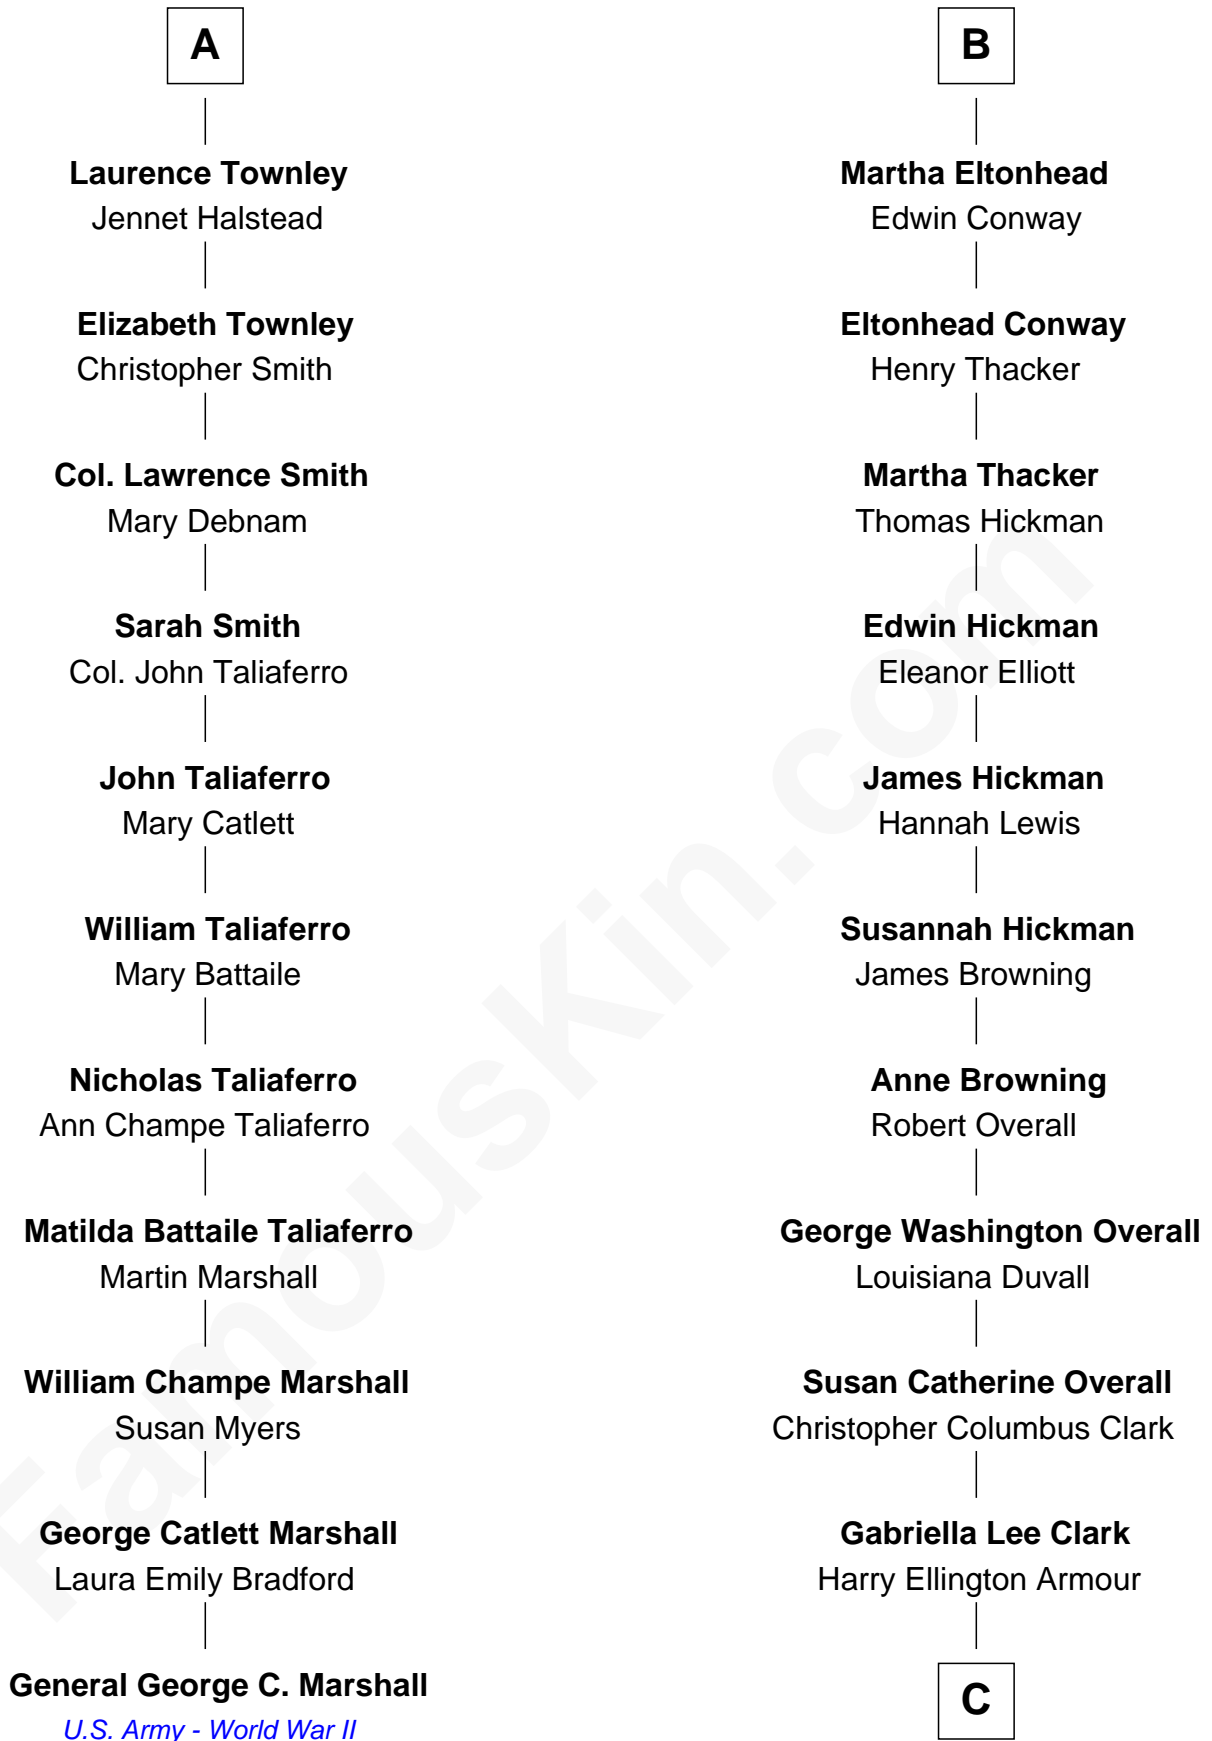 A
Laurence Townley
Jennet Halstead
Elizabeth Townley
Christopher Smith
Col. Lawrence Smith
Mary Debnam
Sarah Smith
Col. John Taliaferro
John Taliaferro
Mary Catlett
William Taliaferro
Mary Battaile
Nicholas Taliaferro
Ann Champe Taliaferro
Matilda Battaile Taliaferro
Martin Marshall
William Champe Marshall
Susan Myers
George Catlett Marshall
Laura Emily Bradford
General George C. Marshall
U.S. Army - World War II
B
Martha Eltonhead
Edwin Conway
Eltonhead Conway
Henry Thacker
Martha Thacker
Thomas Hickman
Edwin Hickman
Eleanor Elliott
James Hickman
Hannah Lewis
Susannah Hickman
James Browning
Anne Browning
Robert Overall
George Washington Overall
Louisiana Duvall
Susan Catherine Overall
Christopher Columbus Clark
Gabriella Lee Clark
Harry Ellington Armour
C
FamousKin.com